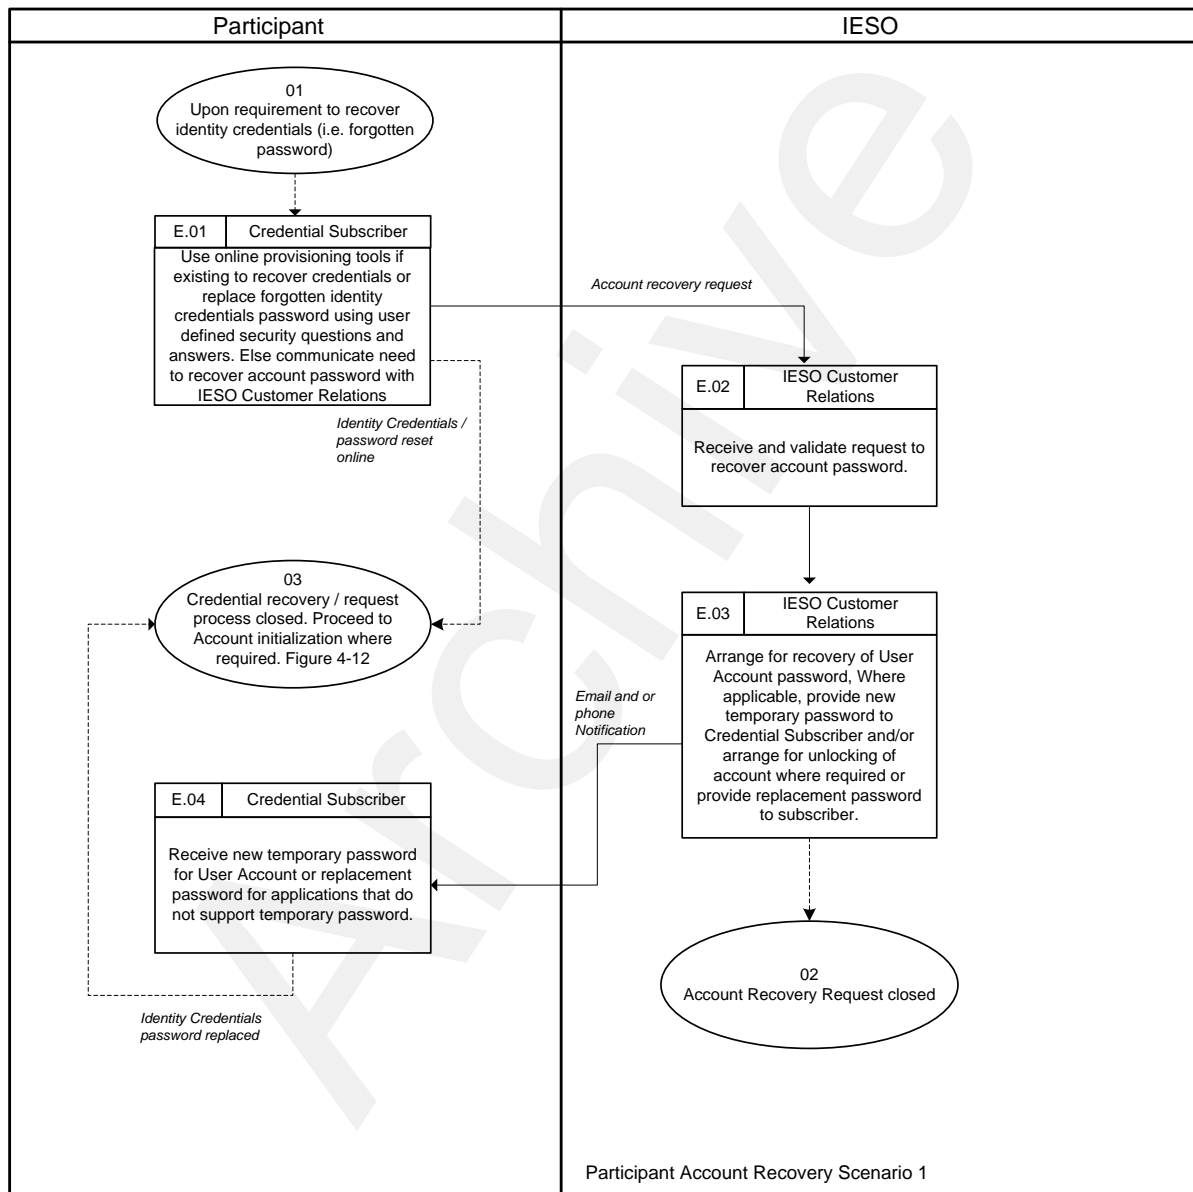 Participant
IESO
01
Upon requirement to recover
identity credentials (i.e. forgotten
password)
E.01
Credential Subscriber
Use online provisioning tools if
existing to recover credentials or
replace forgotten identity
credentials password using user
defined security questions and
answers. Else communicate need
to recover account password with
IESO Customer Relations
Account recovery request
E.02
IESO Customer
Relations
Receive and validate request to
recover account password.
Identity Credentials /
password reset
online
03
Credential recovery / request
process closed. Proceed to
Account initialization where
required. Figure 4-12
E.03
IESO Customer
Relations
Arrange for recovery of User
Account password, Where
applicable, provide new
temporary password to
Credential Subscriber and/or
arrange for unlocking of
account where required or
provide replacement password
to subscriber.
Email and or
phone
Notification
E.04
Credential Subscriber
Receive new temporary password
for User Account or replacement
password for applications that do
not support temporary password.
02
Account Recovery Request closed
Identity Credentials
password replaced
Participant Account Recovery Scenario 1
Archive